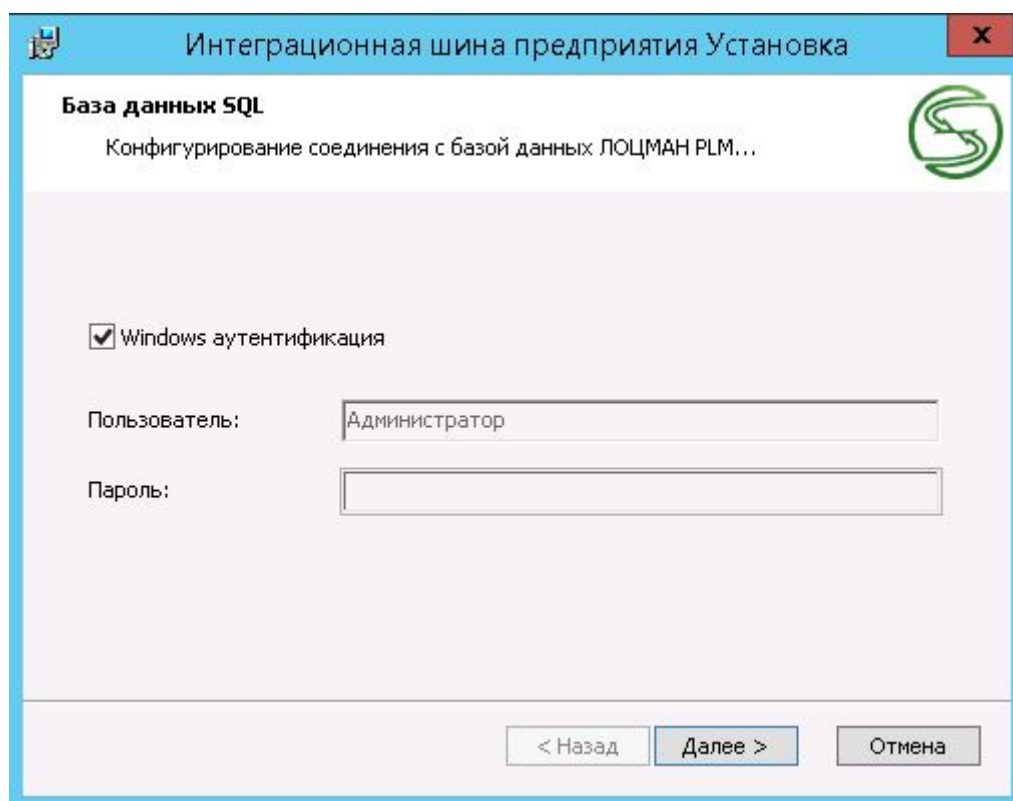 Интеграционная шина предприятия Установка
База данных SQL
Конфигурирование соединения с базой данных ЛОЦМАН PLM...
Windows аутентификация
Пользователь: Администратор
Пароль:
< Назад Далее > Отмена